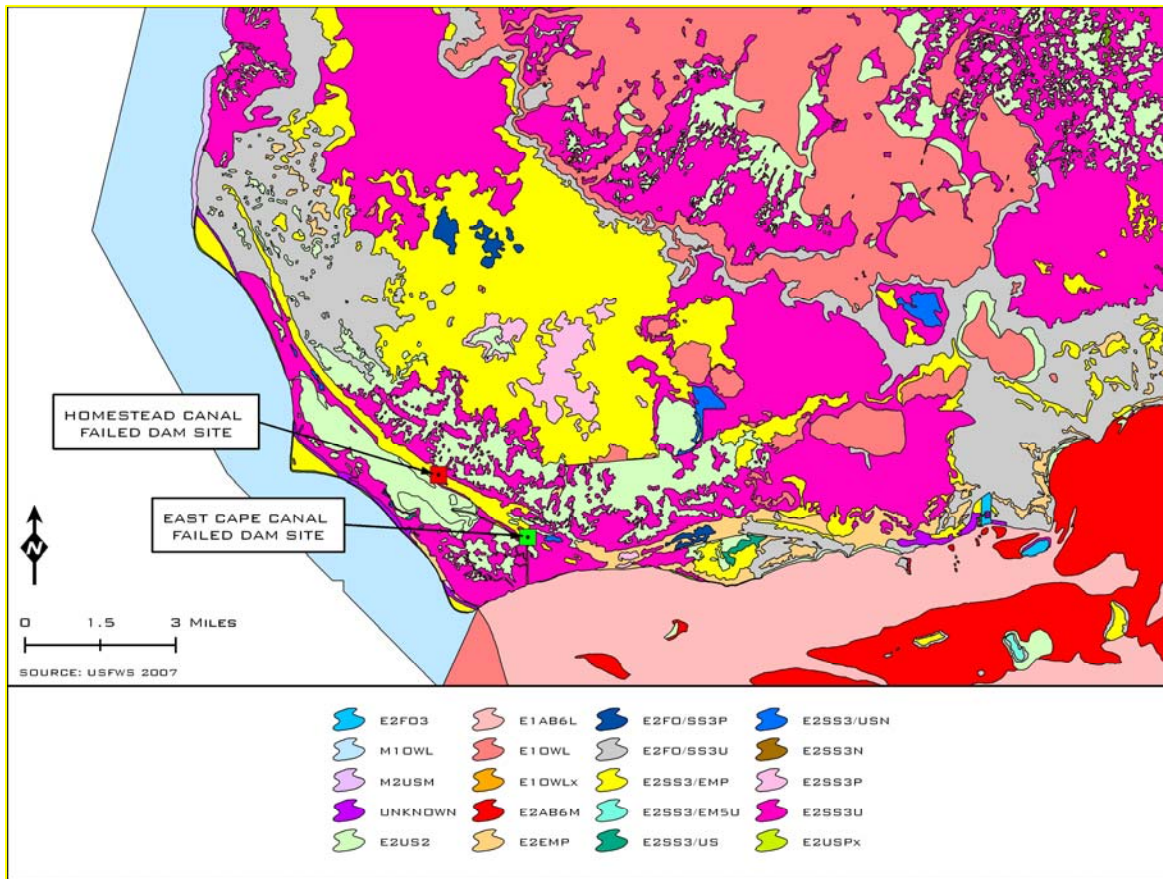 HOMESTEAD CANAL
FAILED DAM SITE
EAST CAPE CANAL
FAILED DAM SITE
N
0 1.5 3 MILES
SOURCE: USFWS 2007
E2FO3
M1OWL
M2USM
UNKNOWN
E2US2
E1AB6L
E1OWL
E1OWLx
E2AB6M
E2EMP
E2FO/SS3P
E2FO/SS3U
E2SS3/EMP
E2SS3/EM5U
E2SS3/US
E2SS3/USN
E2SS3N
E2SS3P
E2SS3U
E2USPx